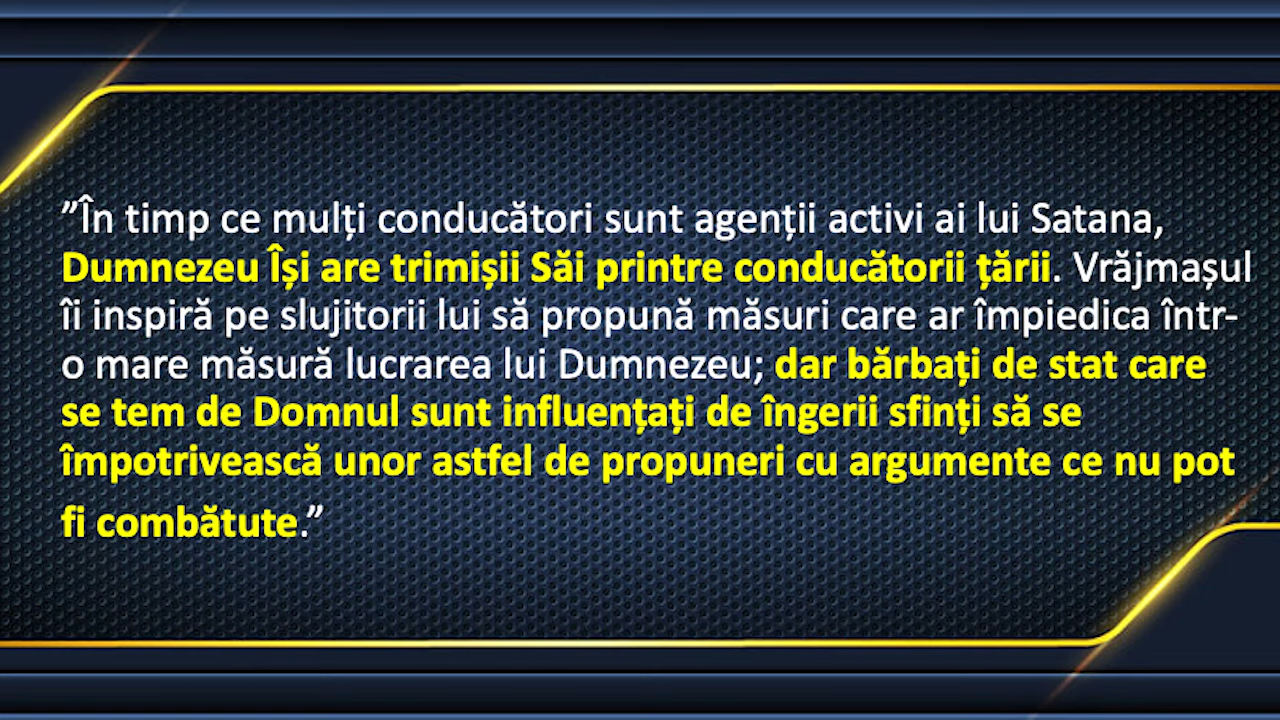 ”În timp ce mulți conducători sunt agenții activi ai lui Satana,
Dumnezeu Își are trimișii Săi printre conducătorii țării. Vrăjmașul
îi inspiră pe slujitorii lui să propună măsuri care ar împiedica într-
o mare măsură lucrarea lui Dumnezeu; dar bărbați de stat care
se tem de Domnul sunt influențați de îngerii sfinți să se
împotrivească unor astfel de propuneri cu argumente ce nu pot
fi combătute.”